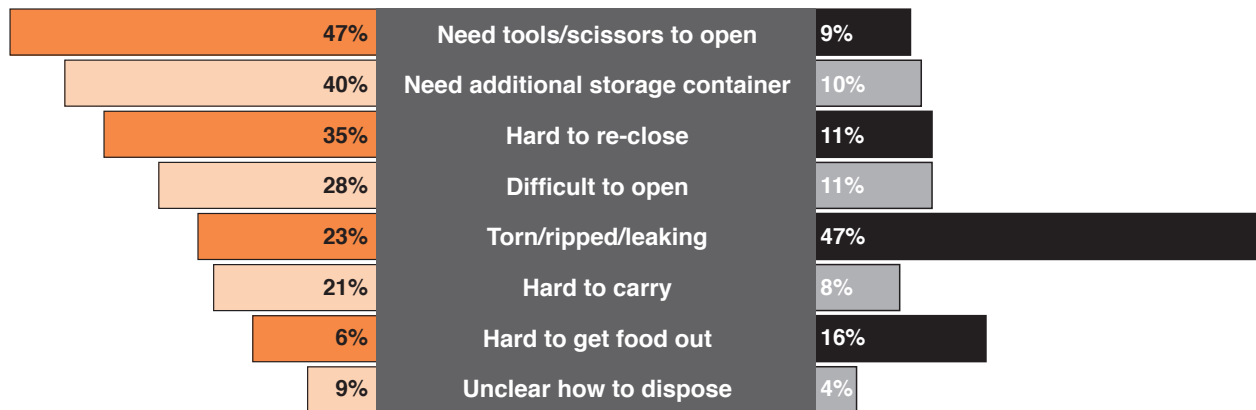 47% Need tools/scissors to open 9%
40% Need additional storage container 10%
35% Hard to re-close 11%
28% Difficult to open 11%
23% Torn/ripped/leaking 47%
21% Hard to carry 8%
6% Hard to get food out 16%
9% Unclear how to dispose 4%